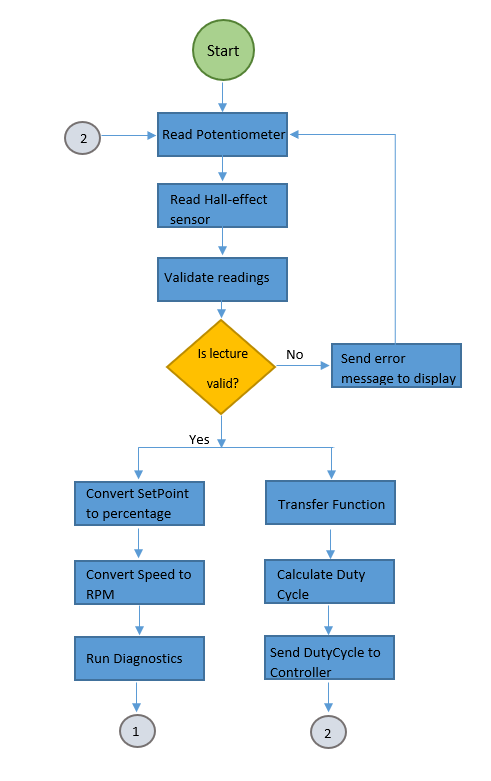 Start
2
Read Potentiometer
Read Hall-effect
sensor
Validate readings
Is lecture
valid?
No
Send error
message to display
Yes
Convert SetPoint
to percentage
Transfer Function
Convert Speed to
RPM
Calculate Duty
Cycle
Run Diagnostics
Send DutyCycle to
Controller
1
2